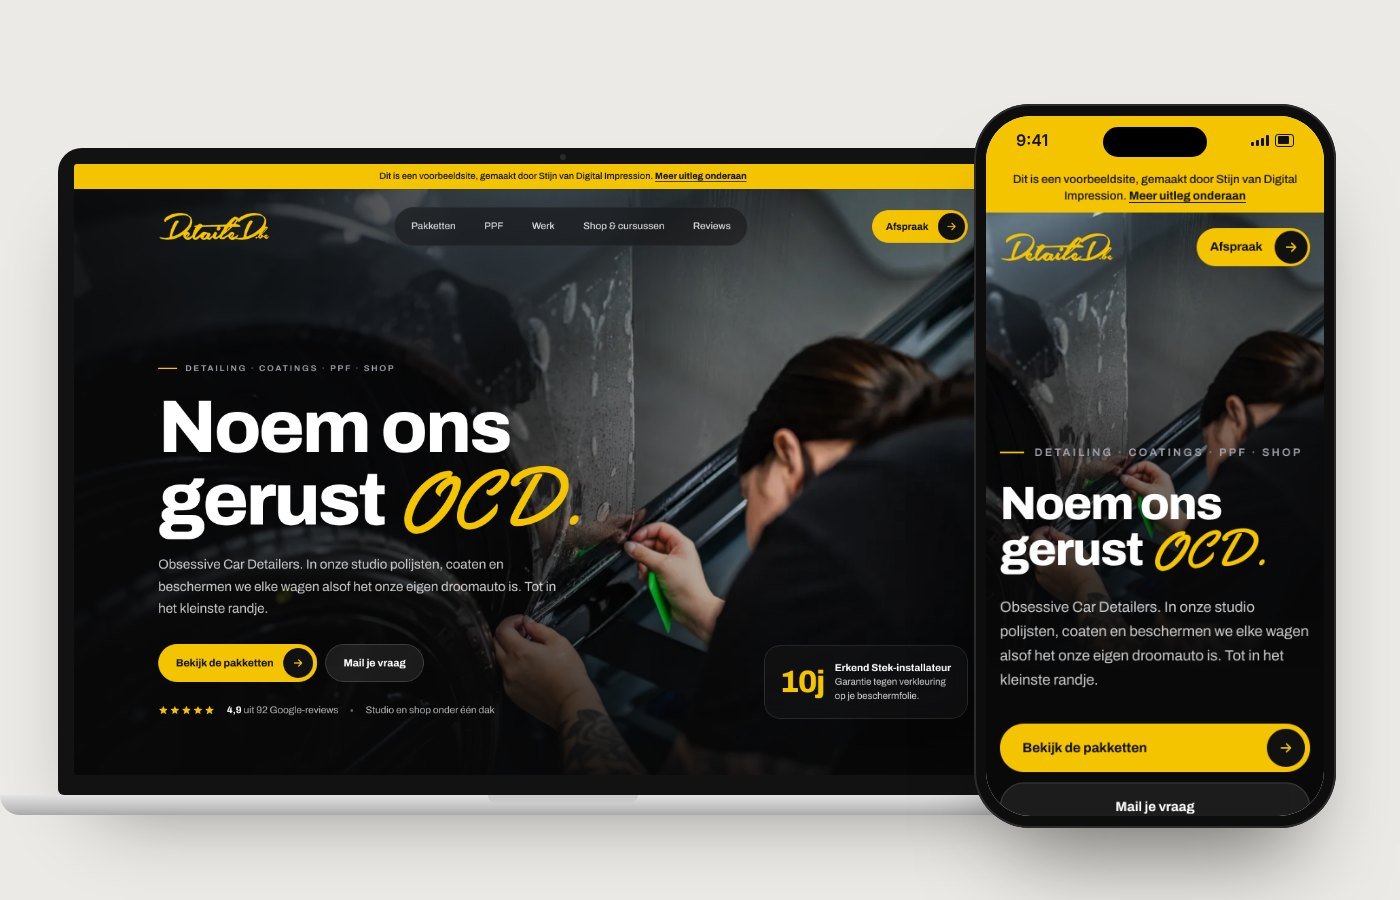 Dit is een voorbeeldsite, gemaakt door Stijn van Digital Impression. Meer uitleg onderaan
DetaileD.be
Pakketten
PPF
Werk
Shop & cursussen
Reviews
Afspraak
DETAILING · COATINGS · PPF · SHOP
Noem ons
gerust OCD.
Obsessive Car Detailers. In onze studio polijsten, coaten en
beschermen we elke wagen alsof het onze eigen droomauto is. Tot in
het kleinste randje.
Bekijk de pakketten
Mail je vraag
4,9 uit 92 Google-reviews • Studio en shop onder één dak
10j
Erkend Stek-installateur
Garantie tegen verkleuring
op je beschermfolie.
9:41
Dit is een voorbeeldsite, gemaakt door Stijn van Digital
Impression. Meer uitleg onderaan
DetaileD.be
Afspraak
DETAILING · COATINGS · PPF · SHOP
Noem ons
gerust OCD.
Obsessive Car Detailers. In onze studio
polijsten, coaten en beschermen we elke wagen
alsof het onze eigen droomauto is. Tot in het
kleinste randje.
Bekijk de pakketten
Mail je vraag